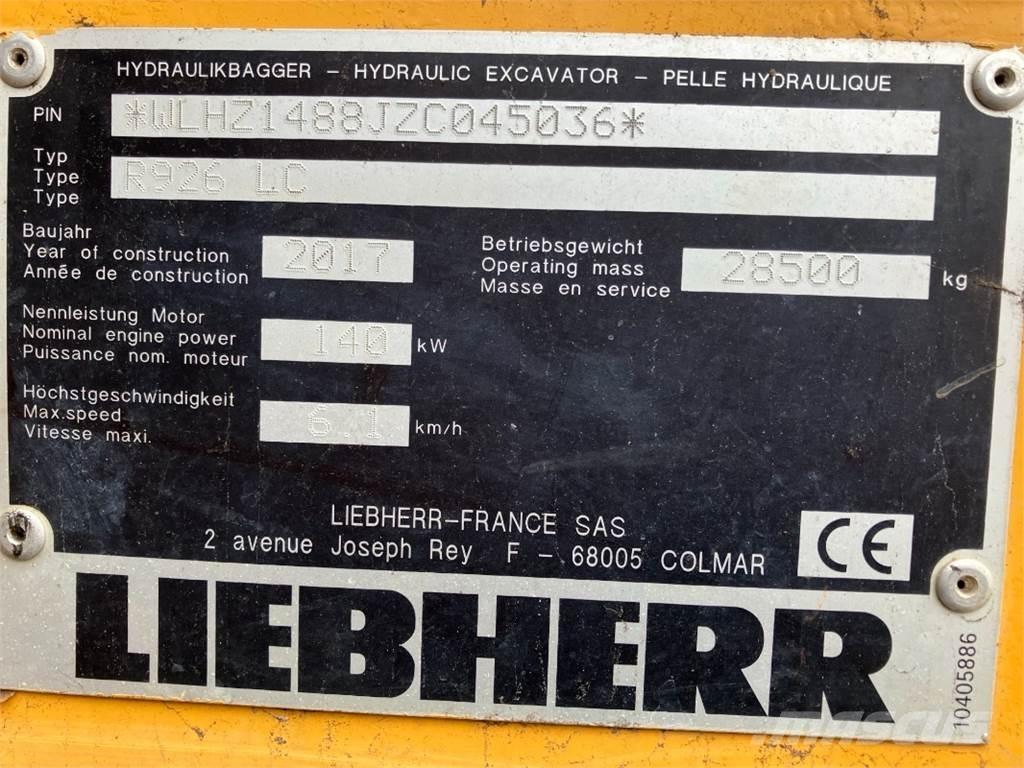 HYDRAULIKBAGGER – HYDRAULIC EXCAVATOR – PELLE HYDRAULIQUE
PIN *WLHZ1488JZC045036*
Typ
Type R926 LC
Type
Baujahr
Year of construction 2017
Année de construction
Betriebsgewicht
Operating mass 28500 kg
Masse en service
Nennleistung Motor
Nominal engine power 140 kW
Puissance nom. moteur
Höchstgeschwindigkeit
Max.speed 6.1 km/h
Vitesse maxi.
LIEBHERR–FRANCE SAS
2 avenue Joseph Rey F – 68005 COLMAR
CE
LIEBHERR
10405886
MASCUS